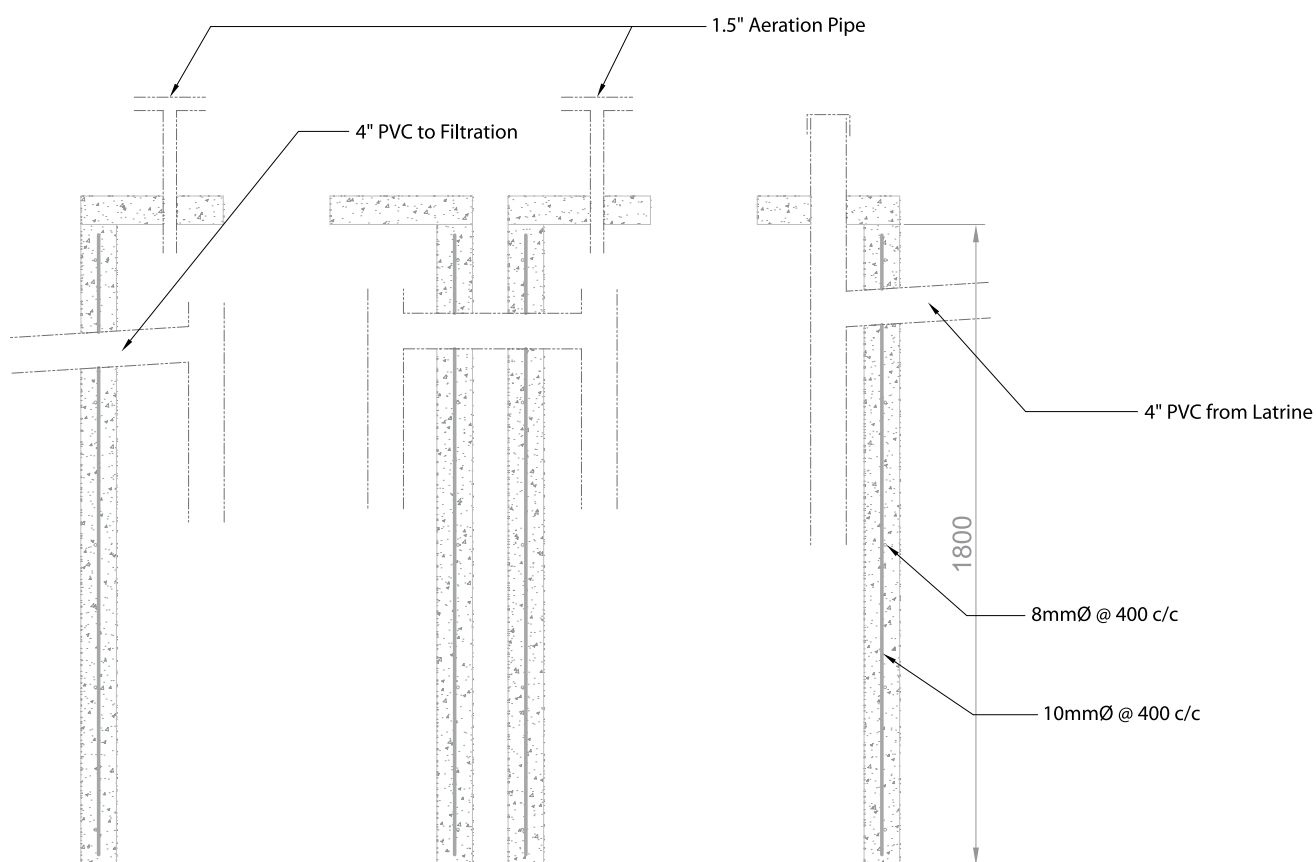 1.5" Aeration Pipe
4" PVC to Filtration
4" PVC from Latrine
1800
8mmØ @ 400 c/c
10mmØ @ 400 c/c